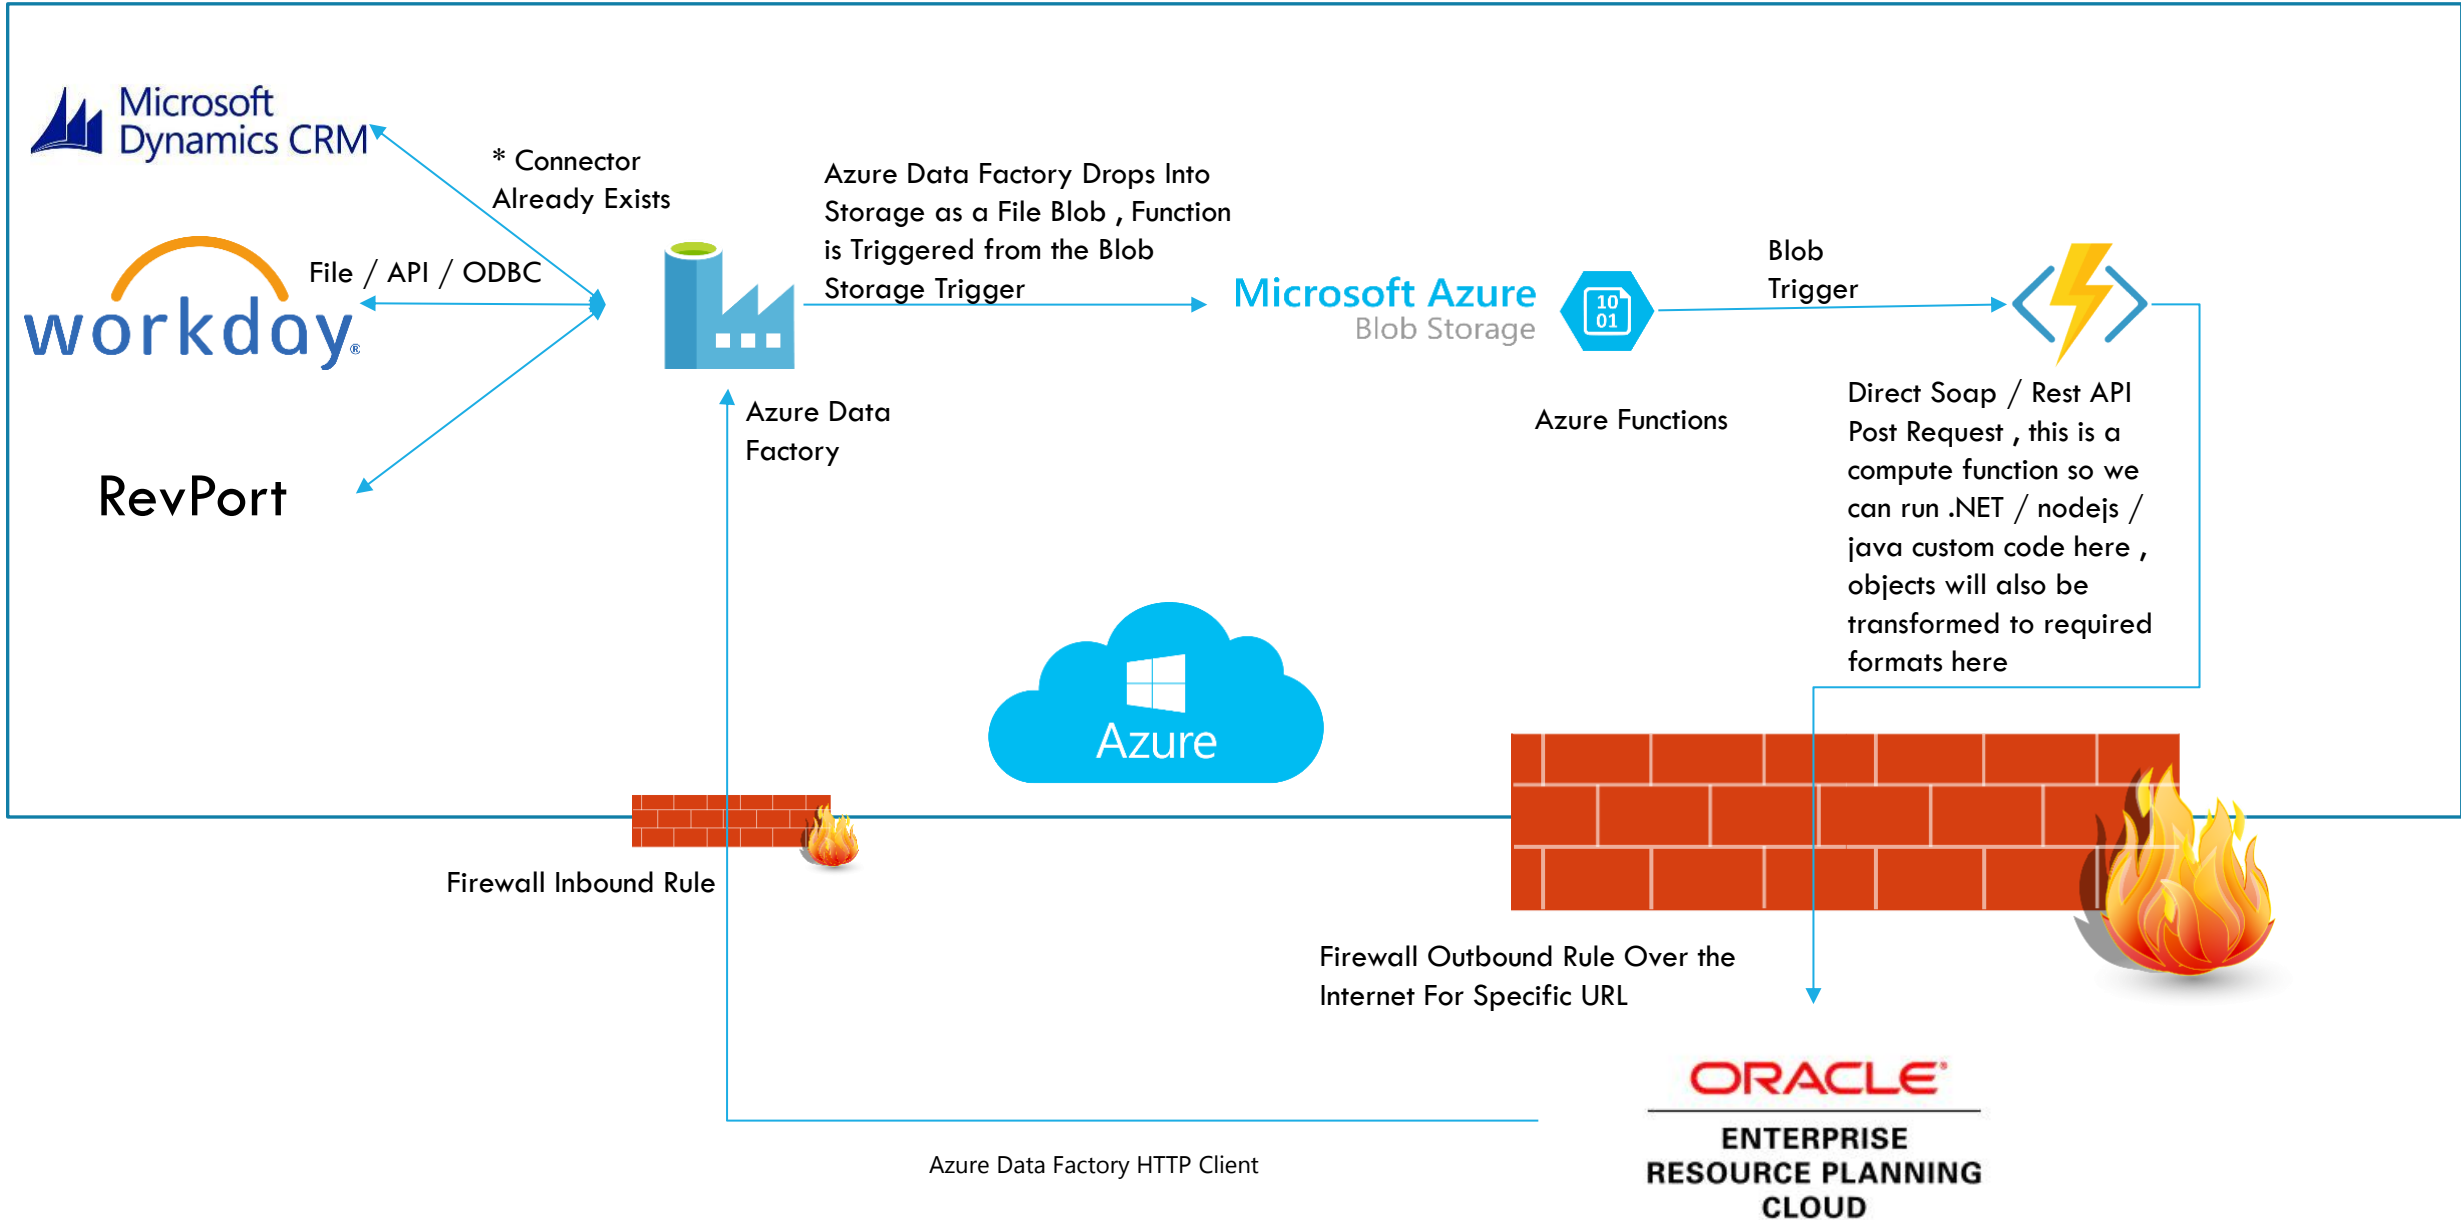 Microsoft
Dynamics CRM
* Connector
Already Exists
File / API / ODBC
workday®
RevPort
Azure Data Factory Drops Into
Storage as a File Blob , Function
is Triggered from the Blob
Storage Trigger
Azure Data
Factory
Microsoft Azure
Blob Storage
10
01
Azure Functions
Blob
Trigger
Direct Soap / Rest API
Post Request , this is a
compute function so we
can run .NET / nodejs /
java custom code here ,
objects will also be
transformed to required
formats here
Azure
Firewall Inbound Rule
Firewall Outbound Rule Over the
Internet For Specific URL
Azure Data Factory HTTP Client
ORACLE®
ENTERPRISE
RESOURCE PLANNING
CLOUD